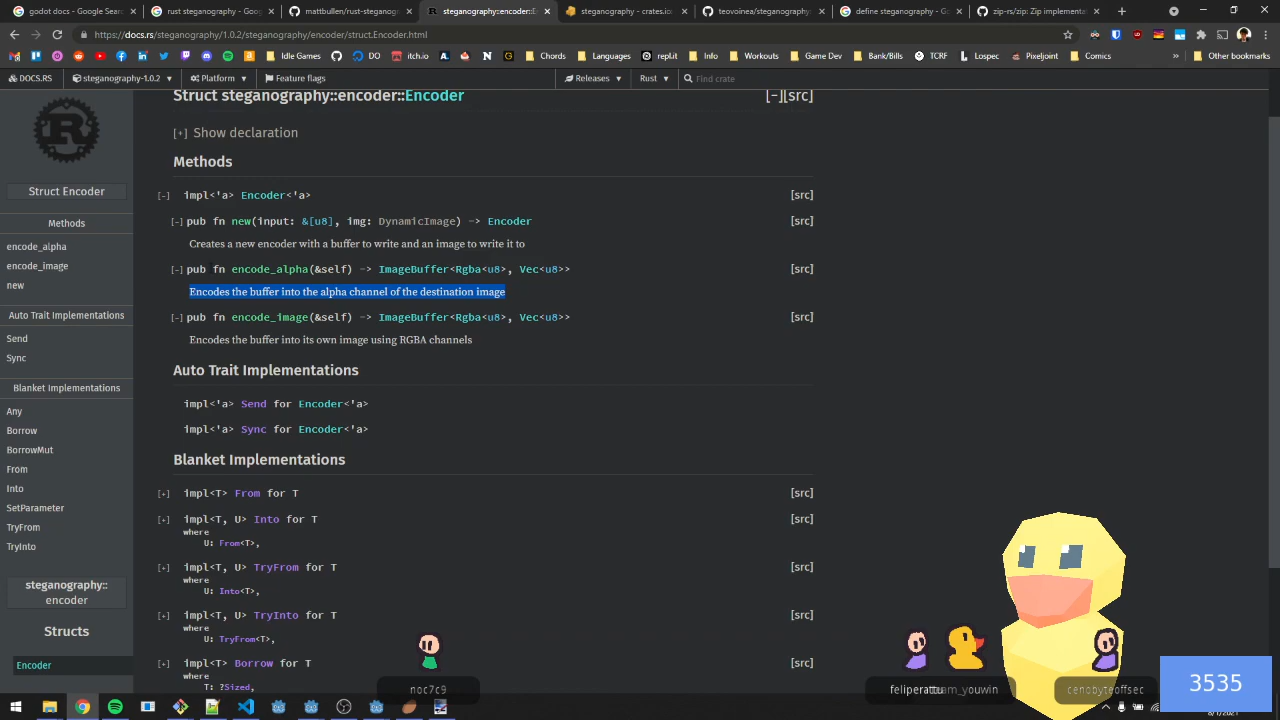 godot docs - Google Sear
rust steganography - Goog
mattbullen/rust-steganogr
steganography::encoder::E
steganography - crates.io
teovoinea/steganography
define steganography - G
zip-rs/zip: Zip implementat
https://docs.rs/steganography/1.0.2/steganography/encoder/struct.Encoder.html
Idle Games
DO
itch.io
Chords
Languages
repl.it
Info
Workouts
Game Dev
Bank/Bills
TCRF
Lospec
Pixeljoint
Comics
Other bookmarks
DOCS.RS
steganography-1.0.2
Platform
Feature flags
Releases
Rust
Find crate
Struct steganography::encoder::Encoder
[-][src]
[+] Show declaration
Methods
[-] impl<'a> Encoder<'a>
[src]
[-] pub fn new(input: &[u8], img: DynamicImage) -> Encoder
[src]
Creates a new encoder with a buffer to write and an image to write it to
[-] pub fn encode_alpha(&self) -> ImageBuffer<Rgba<u8>, Vec<u8>>
[src]
Encodes the buffer into the alpha channel of the destination image
[-] pub fn encode_image(&self) -> ImageBuffer<Rgba<u8>, Vec<u8>>
[src]
Encodes the buffer into its own image using RGBA channels
Auto Trait Implementations
impl<'a> Send for Encoder<'a>
[src]
impl<'a> Sync for Encoder<'a>
[src]
Blanket Implementations
[+] impl<T> From for T
[src]
[+] impl<T, U> Into for T
where
U: From<T>,
[src]
[+] impl<T, U> TryFrom for T
where
U: Into<T>,
[src]
[+] impl<T, U> TryInto for T
where
U: TryFrom<T>,
[src]
[+] impl<T> Borrow for T
where
T: ?Sized,
[src]
Struct Encoder
Methods
encode_alpha
encode_image
new
Auto Trait Implementations
Send
Sync
Blanket Implementations
Any
Borrow
BorrowMut
From
Into
SetParameter
TryFrom
TryInto
steganography::
encoder
Structs
Encoder
noc7c9
feliperattu
youwin
cenobyteoffsec
3535